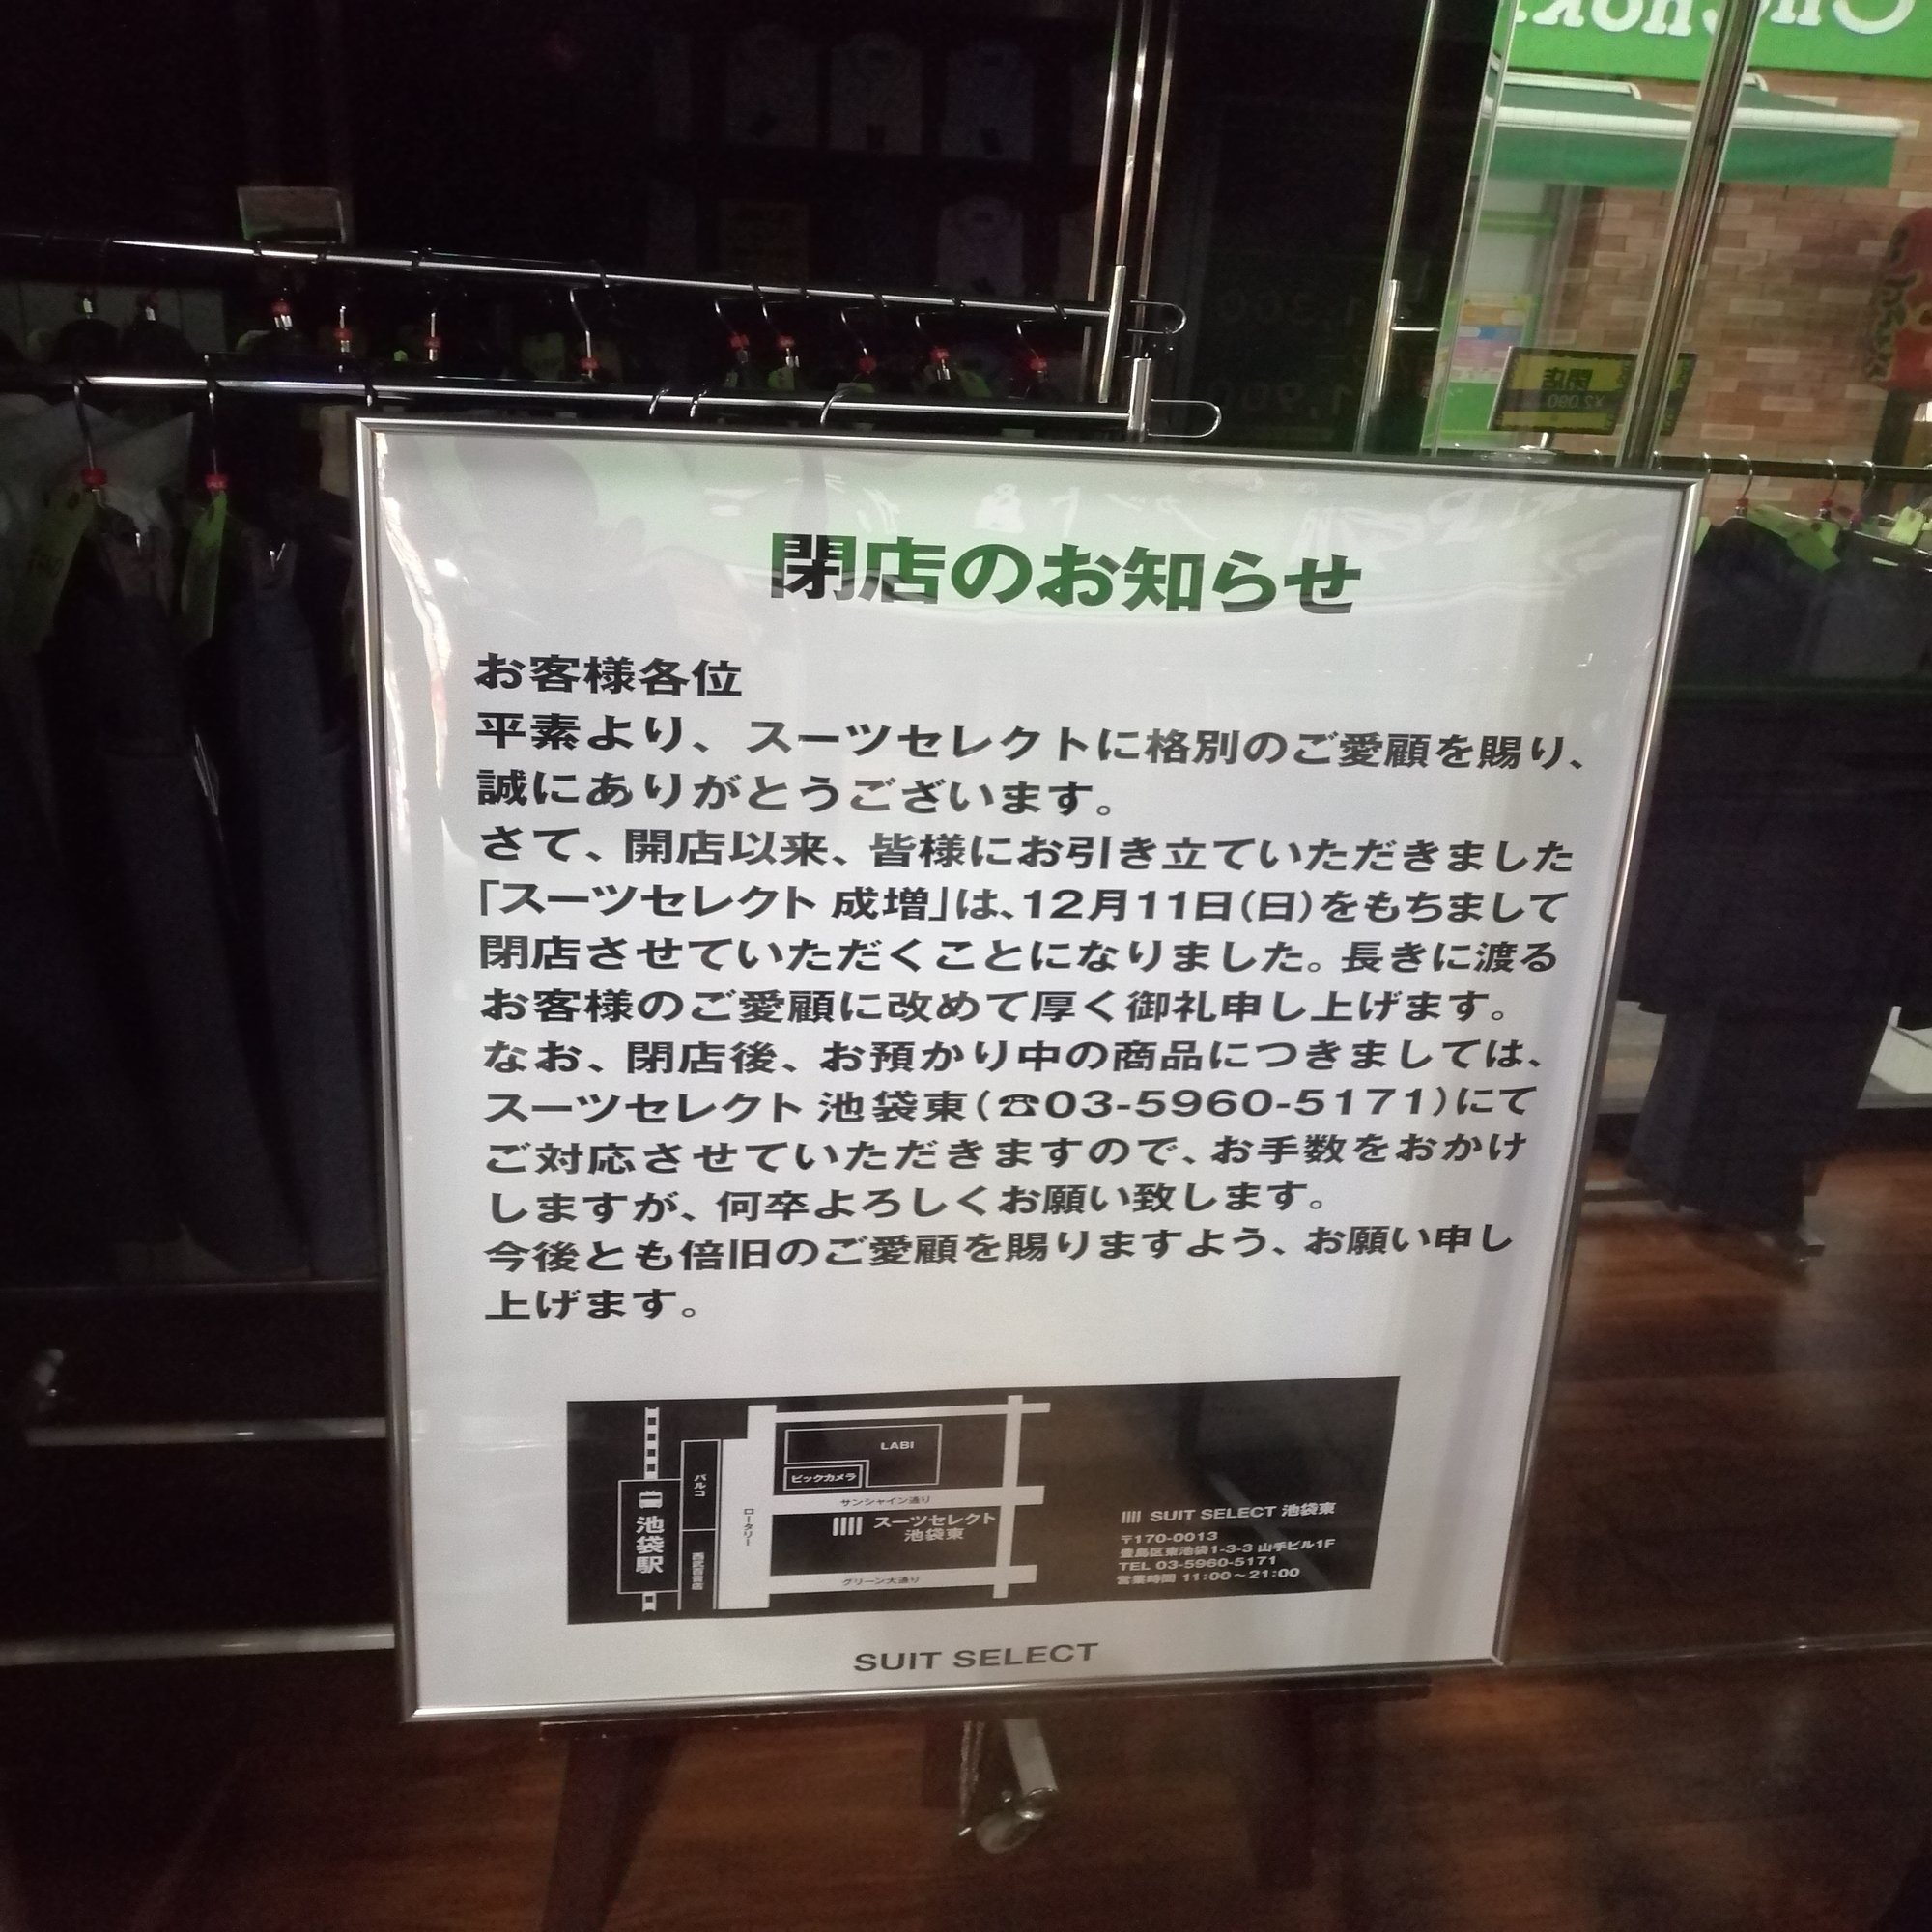 閉店のお知らせ
お客様各位
平素より、スーツセレクトに格別のご愛顧を賜り、
誠にありがとうございます。
さて、開店以来、皆様にお引き立ていただきました
「スーツセレクト 成増」は、12月11日(日)をもちまして
閉店させていただくことになりました。長きに渡る
お客様のご愛顧に改めて厚く御礼申し上げます。
なお、閉店後、お預かり中の商品につきましては、
スーツセレクト 池袋東(☎03-5960-5171)にて
ご対応させていただきますので、お手数をおかけ
しますが、何卒よろしくお願い致します。
今後とも倍旧のご愛顧を賜りますよう、お願い申し
上げます。
LABI
ビックカメラ
パルコ
サンシャイン通り
ロータリー
池袋駅
スーツセレクト
池袋東
西武百貨店
グリーン大通り
SUIT SELECT 池袋東
〒170-0013
豊島区東池袋1-3-3 山手ビル1F
TEL 03-5960-5171
営業時間 11:00～21:00
SUIT SELECT